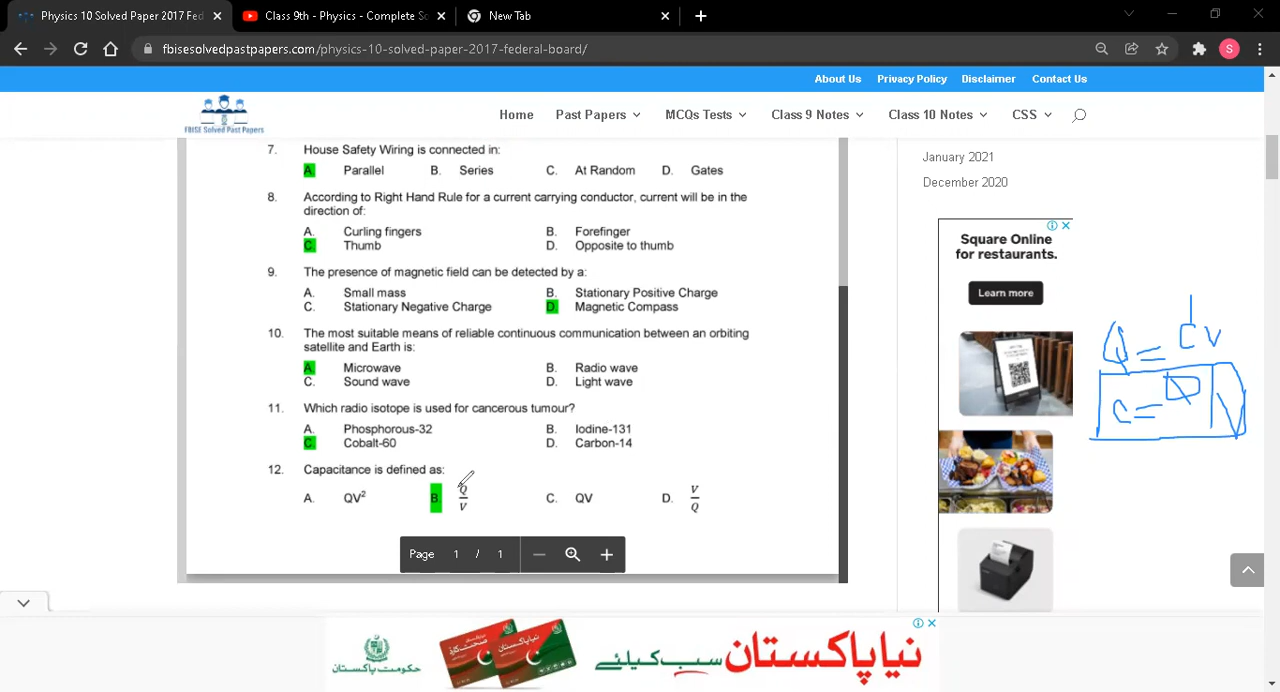 Physics 10 Solved Paper 2017 Fed
Class 9th - Physics - Complete So
New Tab
fbisesolvedpastpapers.com/physics-10-solved-paper-2017-federal-board/
S
About Us Privacy Policy Disclaimer Contact Us
FBISE Solved Past Papers
Home Past Papers MCQs Tests Class 9 Notes Class 10 Notes CSS
7. House Safety Wiring is connected in:
A. Parallel B. Series C. At Random D. Gates
8. According to Right Hand Rule for a current carrying conductor, current will be in the
direction of:
A. Curling fingers B. Forefinger
C. Thumb D. Opposite to thumb
9. The presence of magnetic field can be detected by a:
A. Small mass B. Stationary Positive Charge
C. Stationary Negative Charge D. Magnetic Compass
10. The most suitable means of reliable continuous communication between an orbiting
satellite and Earth is:
A. Microwave B. Radio wave
C. Sound wave D. Light wave
11. Which radio isotope is used for cancerous tumour?
A. Phosphorous-32 B. Iodine-131
C. Cobalt-60 D. Carbon-14
12. Capacitance is defined as:
A. QV² B. Q/V C. QV D. V/Q
Page 1 / 1
January 2021
December 2020
Square Online
for restaurants.
Learn more
Q = CV
C = Q V
حکومتِ پاکستان
نیا پاکستان سب کیلئے